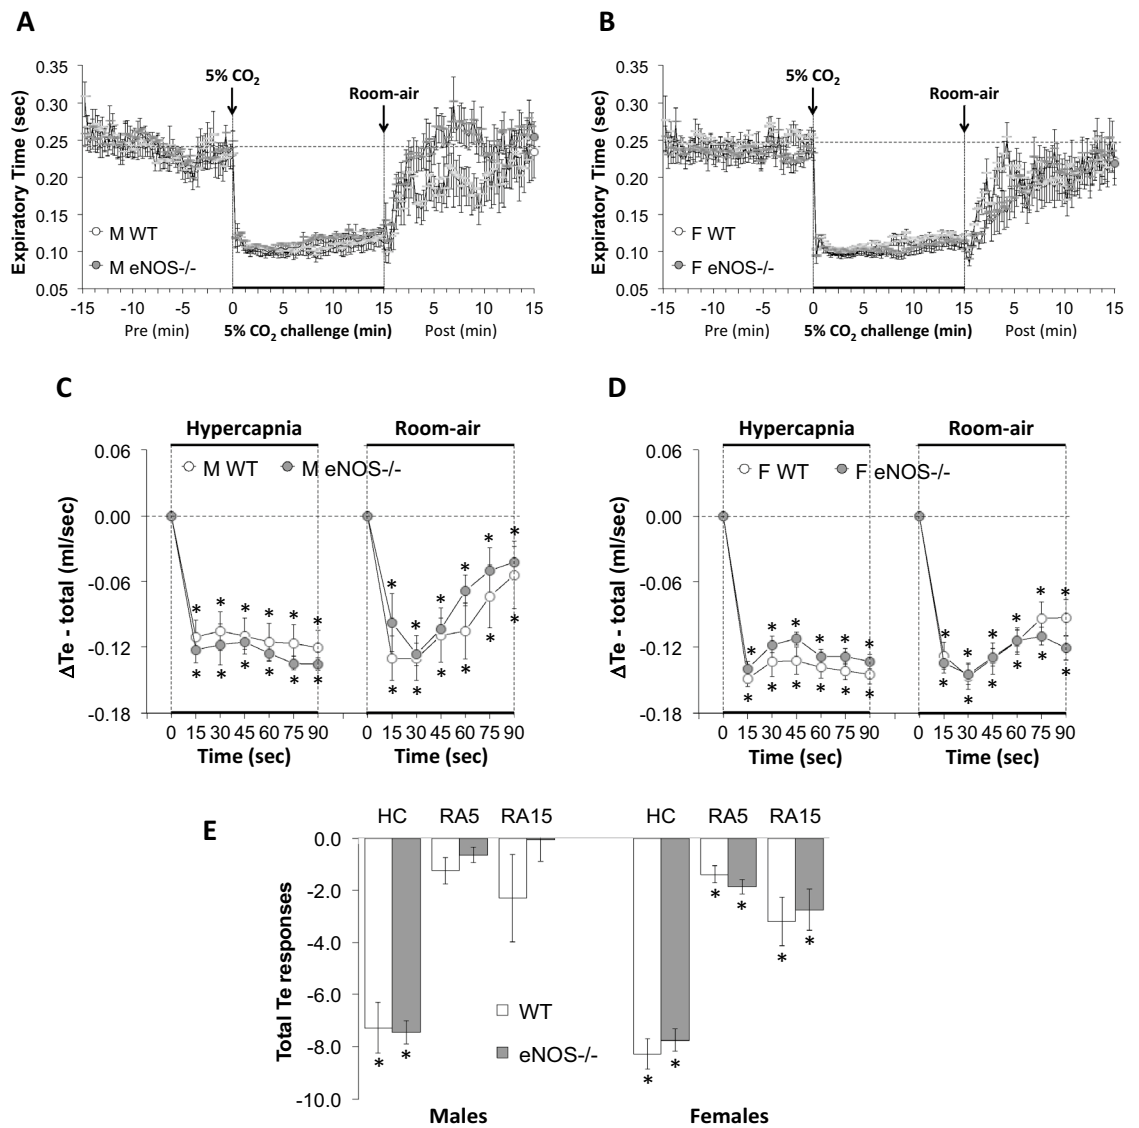 A
B
5% CO2
Room-air
5% CO2
Room-air
Expiratory Time (sec)
0.35
0.30
0.25
0.20
0.15
0.10
0.05
M WT
M eNOS-/-
-15 -10 -5 0 5 10 15 5 10 15
Pre (min) 5% CO2 challenge (min) Post (min)
Expiratory Time (sec)
0.35
0.30
0.25
0.20
0.15
0.10
0.05
F WT
F eNOS-/-
-15 -10 -5 0 5 10 15 5 10 15
Pre (min) 5% CO2 challenge (min) Post (min)
C
Hypercapnia Room-air
ΔTe - total (ml/sec)
0.06
0.00
-0.06
-0.12
-0.18
M WT M eNOS-/-
* * * * * * * * * * * *
* * * * * * * * * * * *
0 15 30 45 60 75 90 0 15 30 45 60 75 90
Time (sec) Time (sec)
D
Hypercapnia Room-air
ΔTe - total (ml/sec)
0.06
0.00
-0.06
-0.12
-0.18
F WT F eNOS-/-
* * * * * * * * * * * *
* * * * * * * * * * * *
0 15 30 45 60 75 90 0 15 30 45 60 75 90
Time (sec) Time (sec)
E
HC RA5 RA15 HC RA5 RA15
Total Te responses
0.0
-2.0
-4.0
-6.0
-8.0
-10.0
WT
eNOS-/-
* * * * * * * *
Males Females